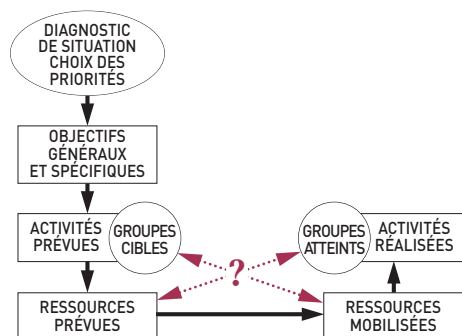 DIAGNOSTIC
DE SITUATION
CHOIX DES
PRIORITÉS
OBJECTIFS
GÉNÉRAUX
ET SPÉCIFIQUES
ACTIVITÉS
PRÉVUES
GROUPES
CIBLES
?
GROUPES
ATTEINTS
ACTIVITÉS
RÉALISÉES
RESSOURCES
PRÉVUES
RESSOURCES
MOBILISÉES